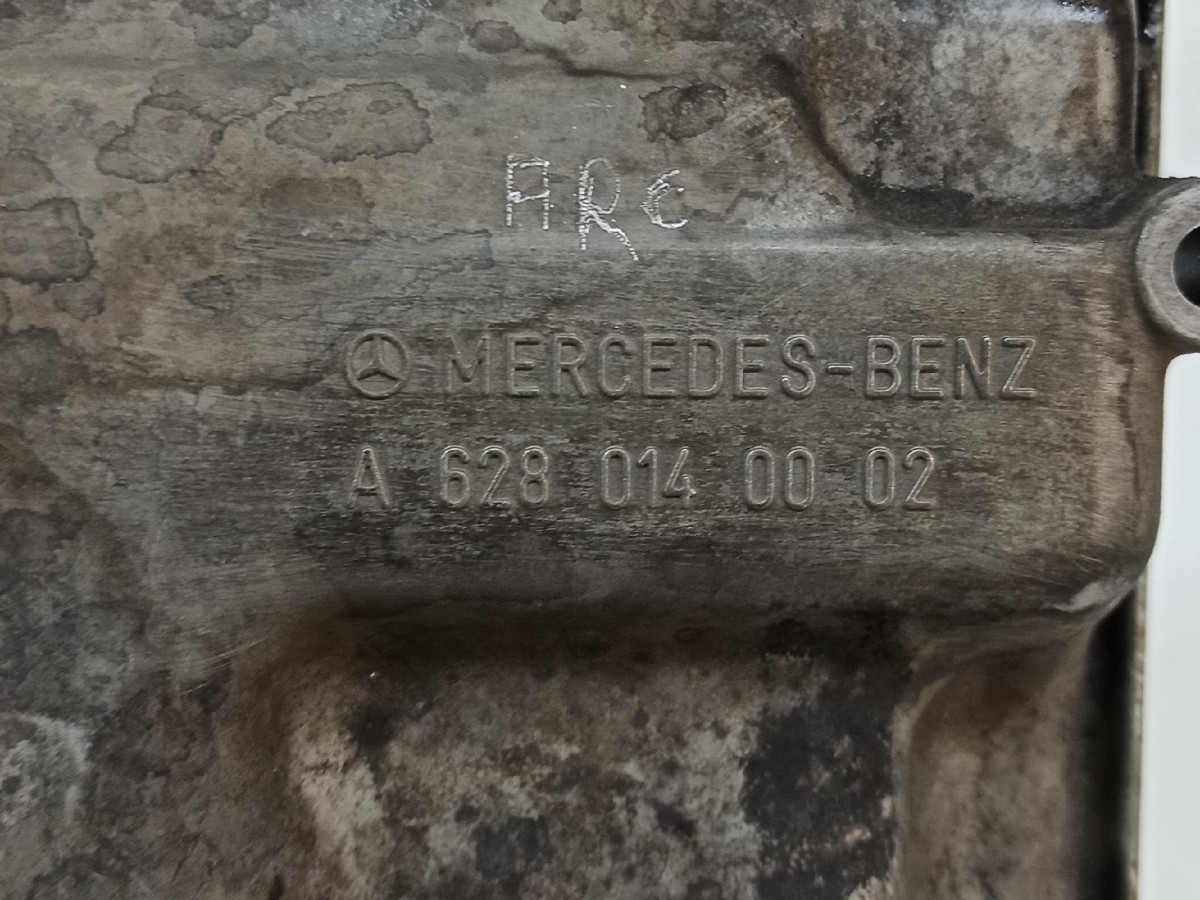 ARC
MERCEDES-BENZ
A 628 014 00 02